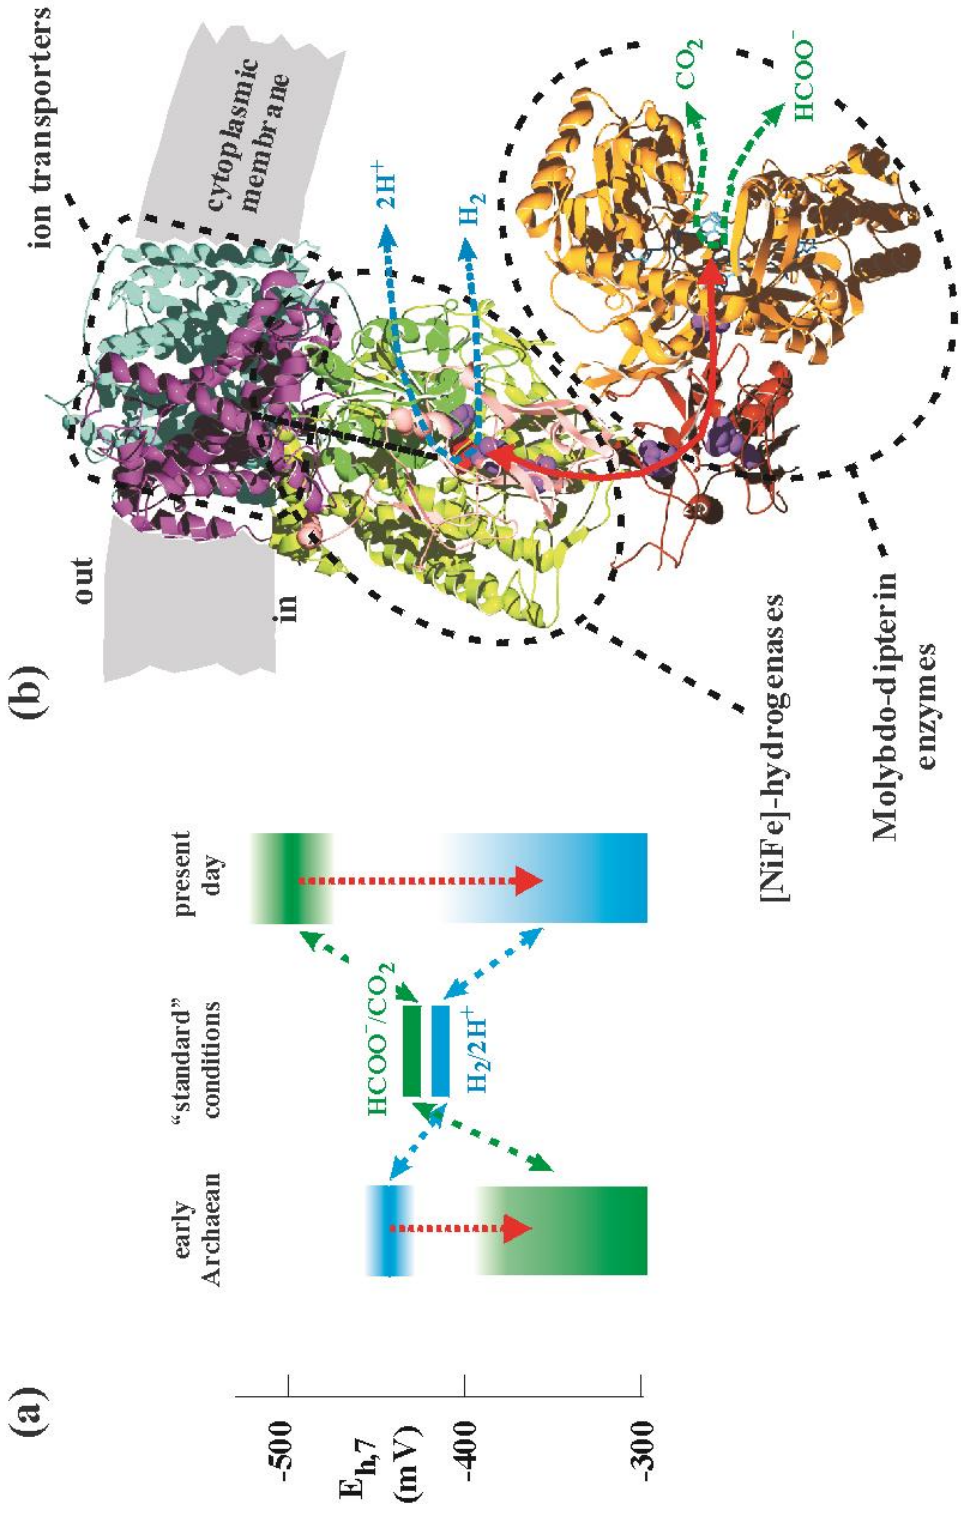 (a)
early
Archaean
"standard"
conditions
present
day
-500
-400
-300
E_h,7
(mV)
HCOO⁻/CO₂
H₂/2H⁺
(b)
out
in
ion transporters
cytoplasmic
membrane
2H⁺
H₂
CO₂
HCOO⁻
[NiFe]-hydrogenases
Molybdo-dipterin
enzymes